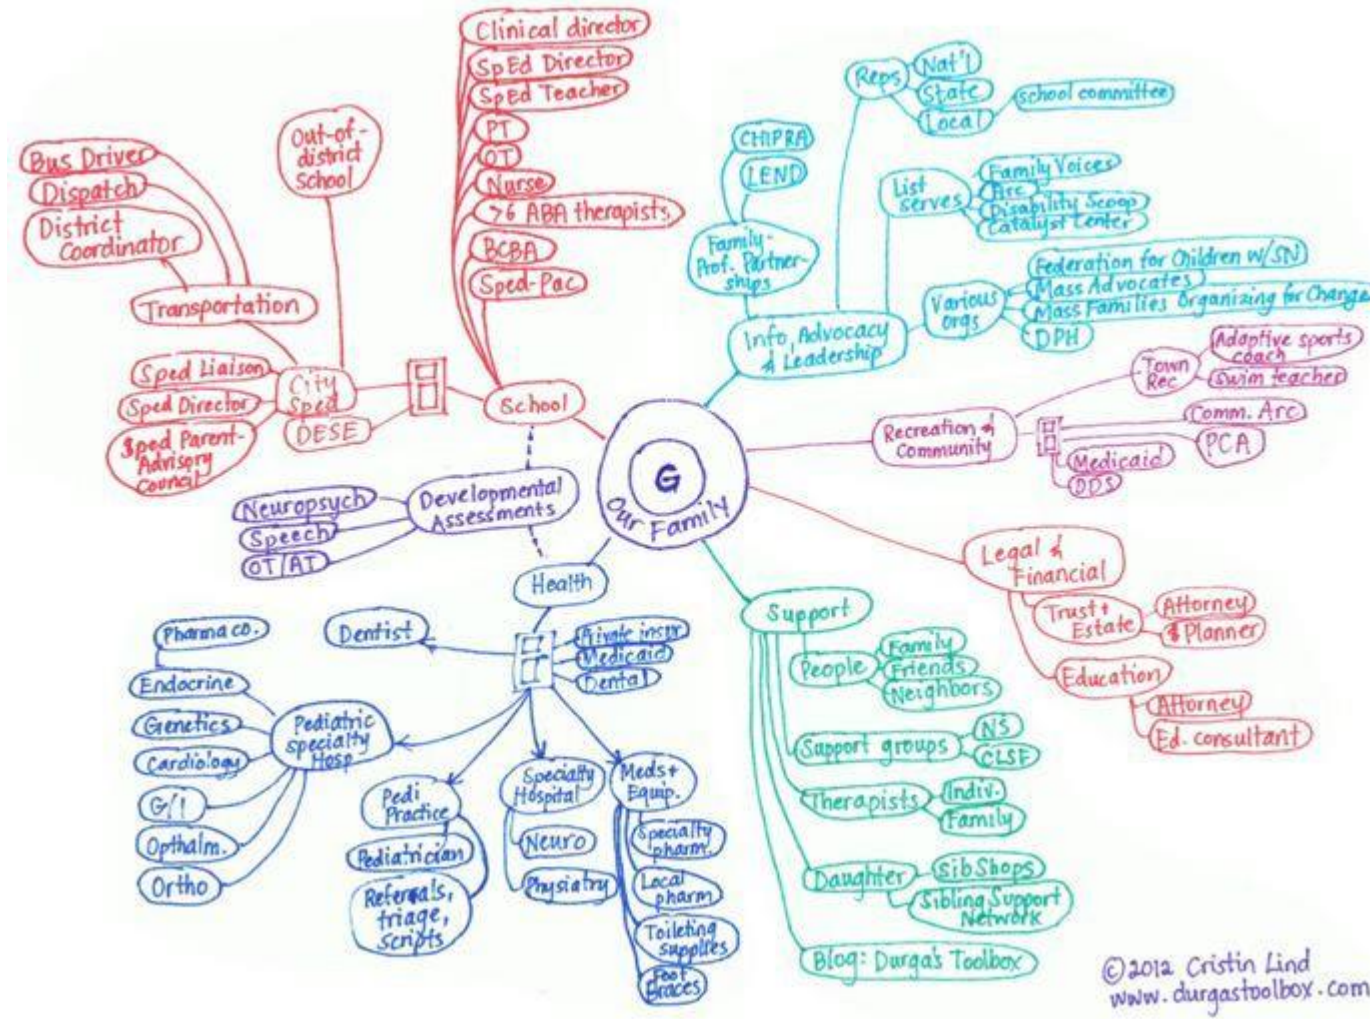 Clinical director
SpEd Director
SpEd Teacher
PT
OT
Nurse
>6 ABA therapists
BCBA
Sped-Pac
School
Out-of-
district
School
Bus Driver
Dispatch
District
Coordinator
Transportation
Sped Liaison
Sped Director
Sped Parent-
Advisory
Council
City
Sped
DESE
Neuropsych
Speech
OT/AT
Developmental
Assessments
G
Our Family
Reps
Nat'l
State
Local
school committee
CHIPRA
LEND
Family-
Prof. Partner-
ships
List
serves
Family Voices
Arc
Disability Scoop
Catalyst Center
Info, Advocacy
& Leadership
Various
orgs
Federation for Children w/SN
Mass Advocates
Mass Families Organizing for Change
DPH
Recreation &
Community
Town
Rec
Adaptive sports
coach
Swim teacher
Comm. Arc
PCA
Medicaid
DDS
Legal &
Financial
Trust +
Estate
Attorney
$ Planner
Education
Attorney
Ed. consultant
Support
People
Family
Friends
Neighbors
Support groups
NS
CLSF
Therapists
Indiv.
Family
Daughter
SibShops
Sibling Support
Network
Blog: Durga's Toolbox
Health
Dentist
Private insur
Medicaid
Dental
Pharmaco.
Endocrine
Genetics
Cardiology
G/I
Opthalm.
Ortho
Pediatric
specialty
Hosp
Pedi
Practice
Pediatrician
Referrals,
triage,
scripts
Specialty
Hospital
Neuro
Physiatry
Meds +
Equip.
Specialty
pharm.
Local
pharm
Toileting
supplies
Foot
Braces
©2012 Cristin Lind
www.durgastoolbox.com